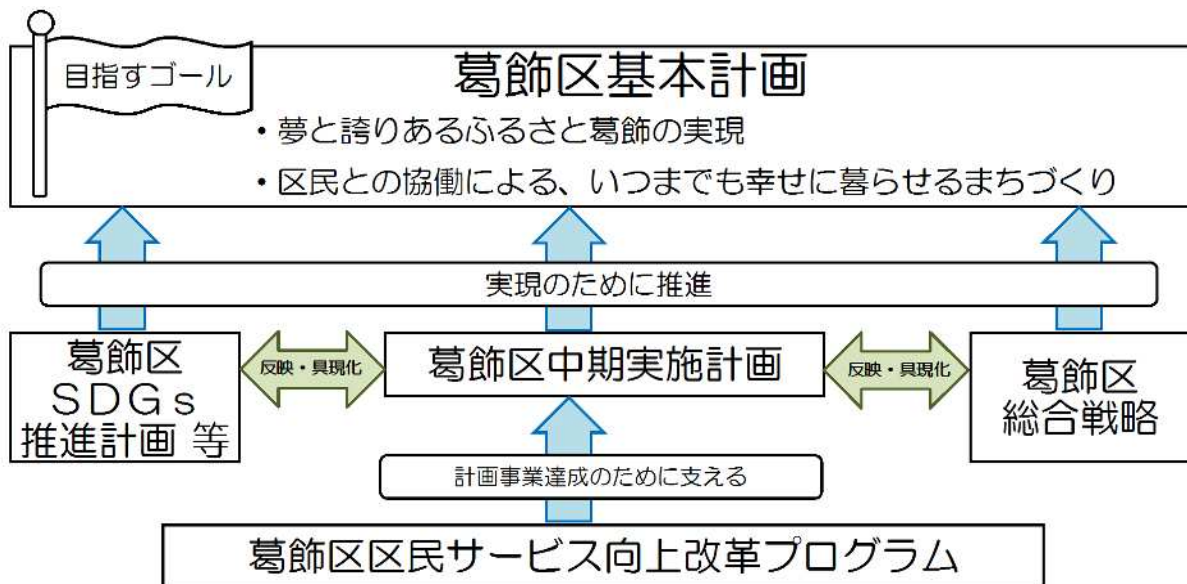 目指すゴール
葛飾区基本計画
・夢と誇りあるふるさと葛飾の実現
・区民との協働による、いつまでも幸せに暮らせるまちづくり
実現のために推進
葛飾区
SDGs
推進計画 等
反映・具現化
葛飾区中期実施計画
反映・具現化
葛飾区
総合戦略
計画事業達成のために支える
葛飾区区民サービス向上改革プログラム